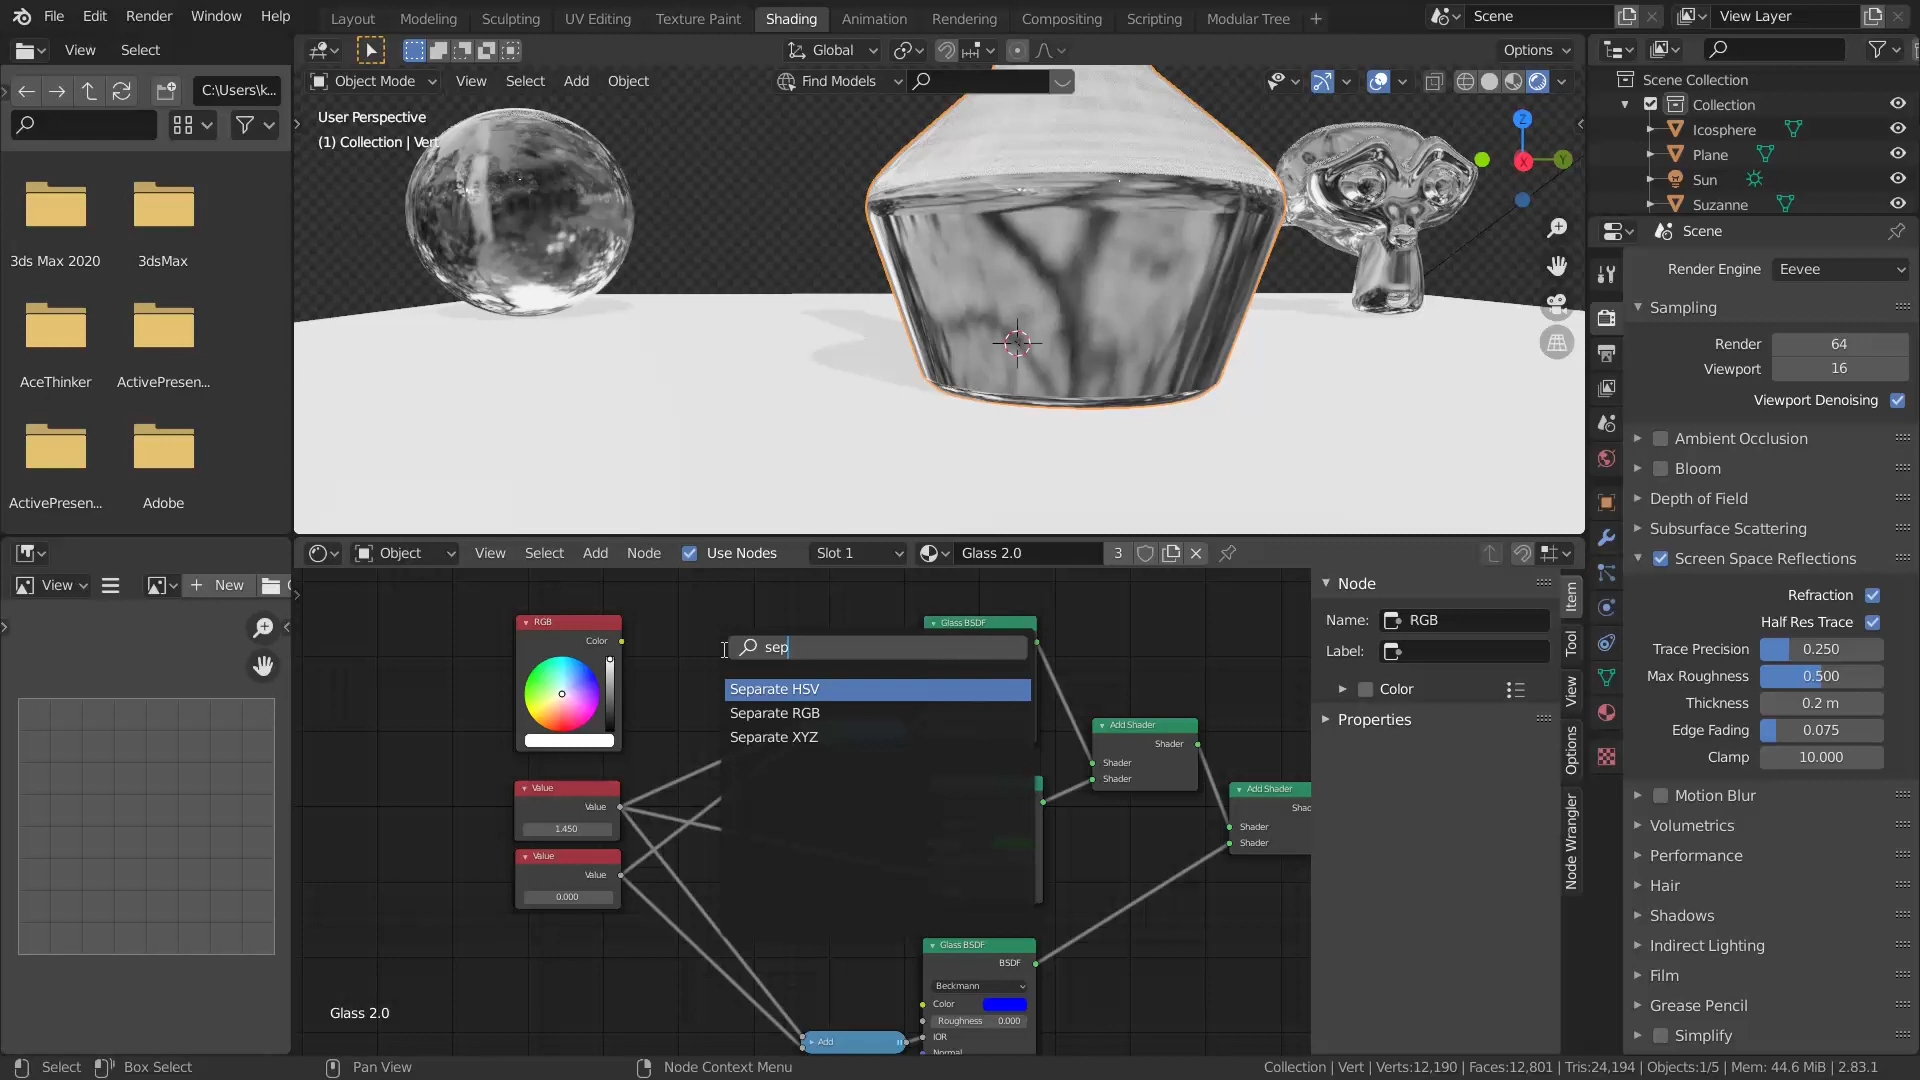 File Edit Render Window Help
Layout Modeling Sculpting UV Editing Texture Paint Shading Animation Rendering Compositing Scripting Modular Tree +
Scene
View Layer
View Select
Global
Options
C:\Users\k...
Object Mode View Select Add Object
Find Models
User Perspective
(1) Collection | Vert
Z
X
Y
3ds Max 2020
3dsMax
AceThinker
ActivePresen...
ActivePresen...
Adobe
Scene Collection
Collection
Icosphere
Plane
Sun
Suzanne
Scene
Render Engine Eevee
Sampling
Render 64
Viewport 16
Viewport Denoising
Ambient Occlusion
Bloom
Depth of Field
Subsurface Scattering
Screen Space Reflections
Refraction
Half Res Trace
Trace Precision 0.250
Max Roughness 0.500
Thickness 0.2 m
Edge Fading 0.075
Clamp 10.000
Motion Blur
Volumetrics
Performance
Hair
Shadows
Indirect Lighting
Film
Grease Pencil
Simplify
View
New
Object View Select Add Node Use Nodes Slot 1 Glass 2.0 3
RGB
Color
Value
Value
1.450
Value
Value
0.000
Glass BSDF
sep
Separate HSV
Separate RGB
Separate XYZ
Add Shader
Shader
Shader
Shader
Add Shader
Shad
Shader
Shader
Glass BSDF
BSDF
Beckmann
Color
Roughness 0.000
IOR
Normal
Add
Glass 2.0
Node
Name: RGB
Label:
Color
Properties
Item
Tool
View
Options
Node Wrangler
Select Box Select Pan View Node Context Menu
Collection | Vert | Verts:12,190 | Faces:12,801 | Tris:24,194 | Objects:1/5 | Mem: 44.6 MiB | 2.83.1